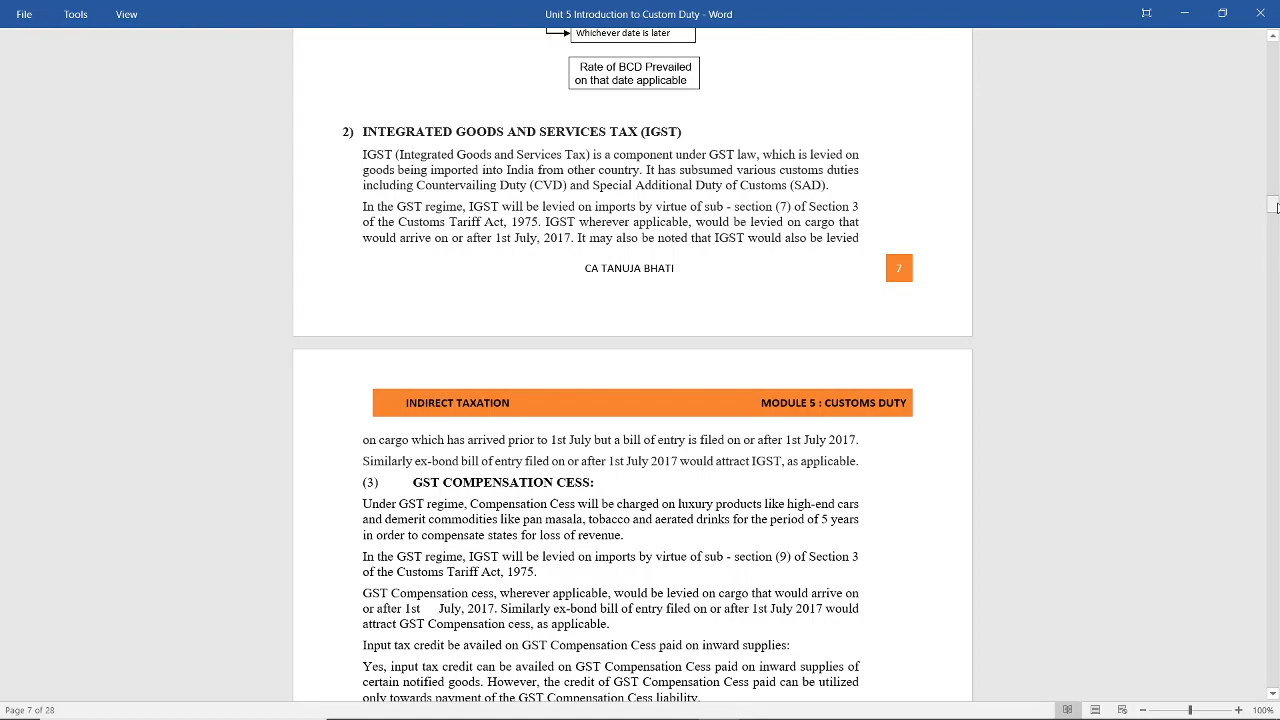 File Tools View Unit 5 Introduction to Custom Duty - Word
Whichever date is later
Rate of BCD Prevailed
on that date applicable
2) INTEGRATED GOODS AND SERVICES TAX (IGST)
IGST (Integrated Goods and Services Tax) is a component under GST law, which is levied on
goods being imported into India from other country. It has subsumed various customs duties
including Countervailing Duty (CVD) and Special Additional Duty of Customs (SAD).
In the GST regime, IGST will be levied on imports by virtue of sub - section (7) of Section 3
of the Customs Tariff Act, 1975. IGST wherever applicable, would be levied on cargo that
would arrive on or after 1st July, 2017. It may also be noted that IGST would also be levied
CA TANUJA BHATI 7
INDIRECT TAXATION MODULE 5 : CUSTOMS DUTY
on cargo which has arrived prior to 1st July but a bill of entry is filed on or after 1st July 2017.
Similarly ex-bond bill of entry filed on or after 1st July 2017 would attract IGST, as applicable.
(3) GST COMPENSATION CESS:
Under GST regime, Compensation Cess will be charged on luxury products like high-end cars
and demerit commodities like pan masala, tobacco and aerated drinks for the period of 5 years
in order to compensate states for loss of revenue.
In the GST regime, IGST will be levied on imports by virtue of sub - section (9) of Section 3
of the Customs Tariff Act, 1975.
GST Compensation cess, wherever applicable, would be levied on cargo that would arrive on
or after 1st July, 2017. Similarly ex-bond bill of entry filed on or after 1st July 2017 would
attract GST Compensation cess, as applicable.
Input tax credit be availed on GST Compensation Cess paid on inward supplies:
Yes, input tax credit can be availed on GST Compensation Cess paid on inward supplies of
certain notified goods. However, the credit of GST Compensation Cess paid can be utilized
only towards payment of the GST Compensation Cess liability.
Page 7 of 28 100%